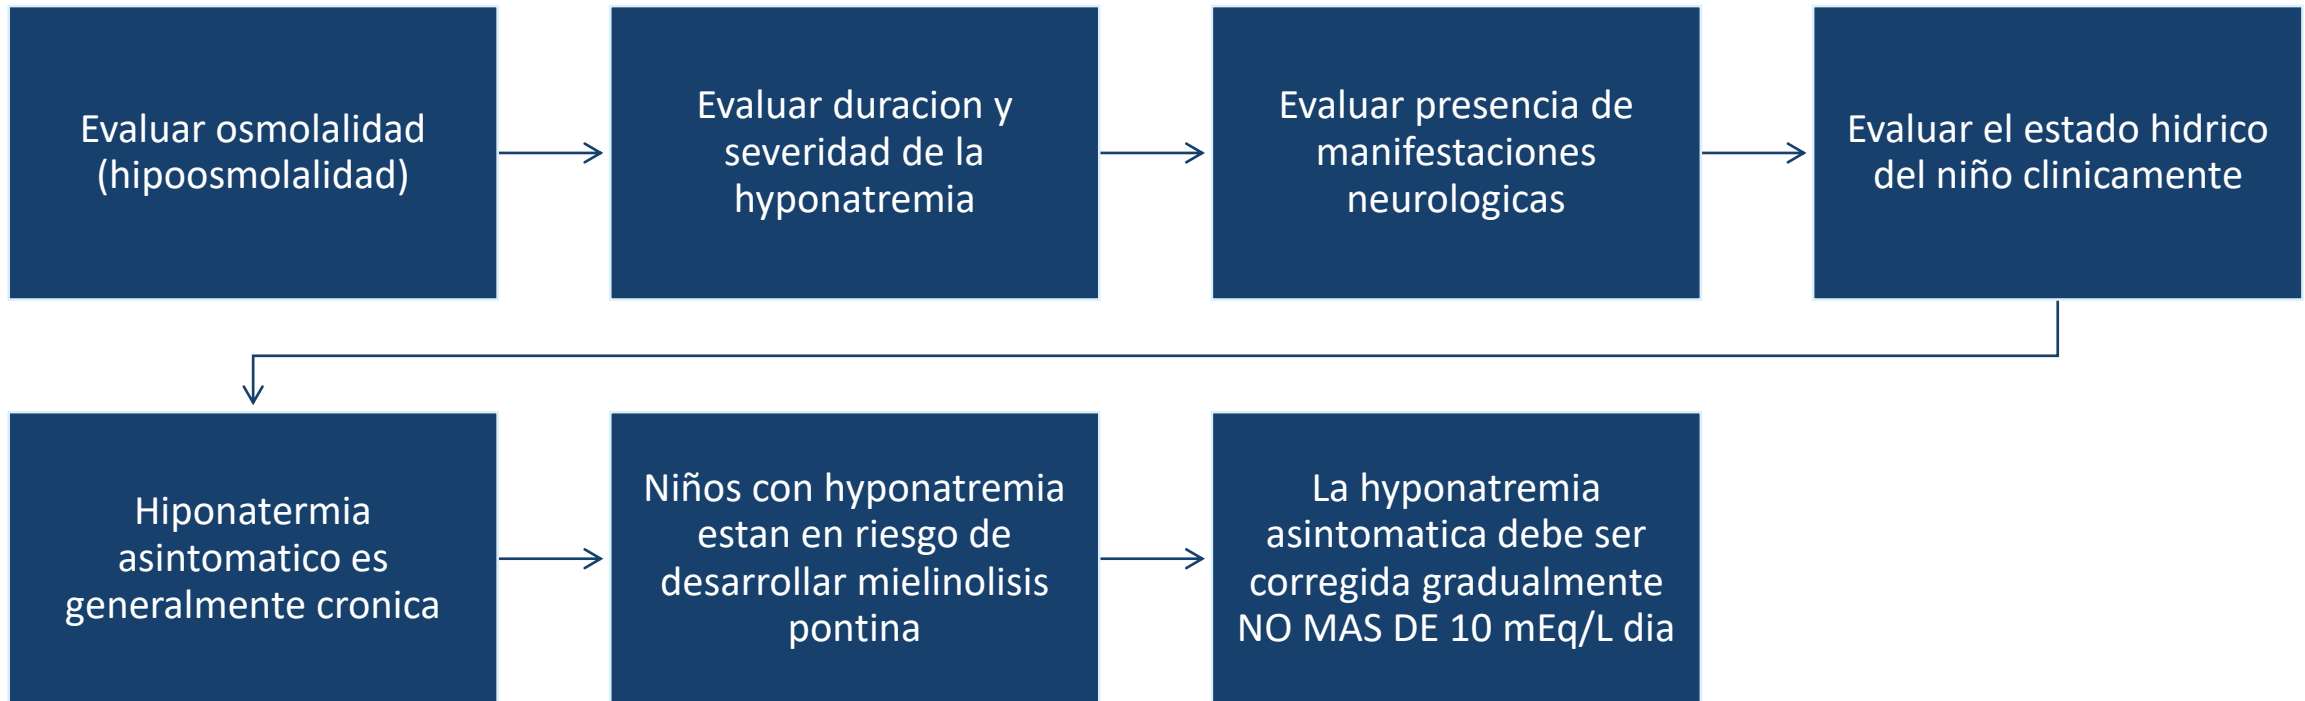 Evaluar osmolalidad
(hipoosmolalidad)
Evaluar duracion y
severidad de la
hyponatremia
Evaluar presencia de
manifestaciones
neurologicas
Evaluar el estado hidrico
del niño clinicamente
Hiponatermia
asintomatico es
generalmente cronica
Niños con hyponatremia
estan en riesgo de
desarrollar mielinolisis
pontina
La hyponatremia
asintomatica debe ser
corregida gradualmente
NO MAS DE 10 mEq/L dia